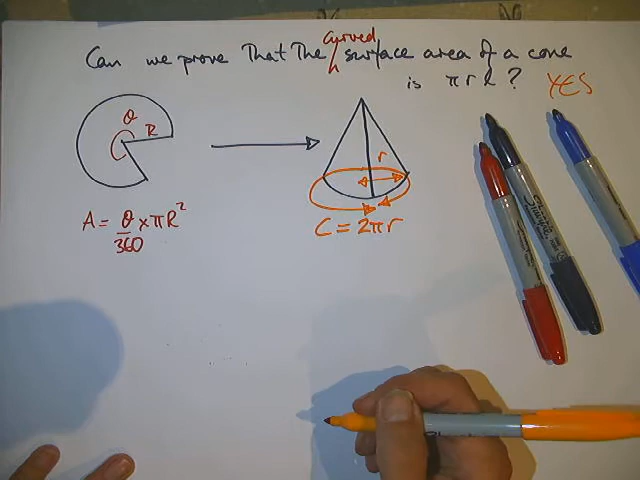 Can we prove That The curved surface area of a cone
is πrl? YES
θ
R
r
A = θ/360 × πR²
C = 2πr
Sharpie